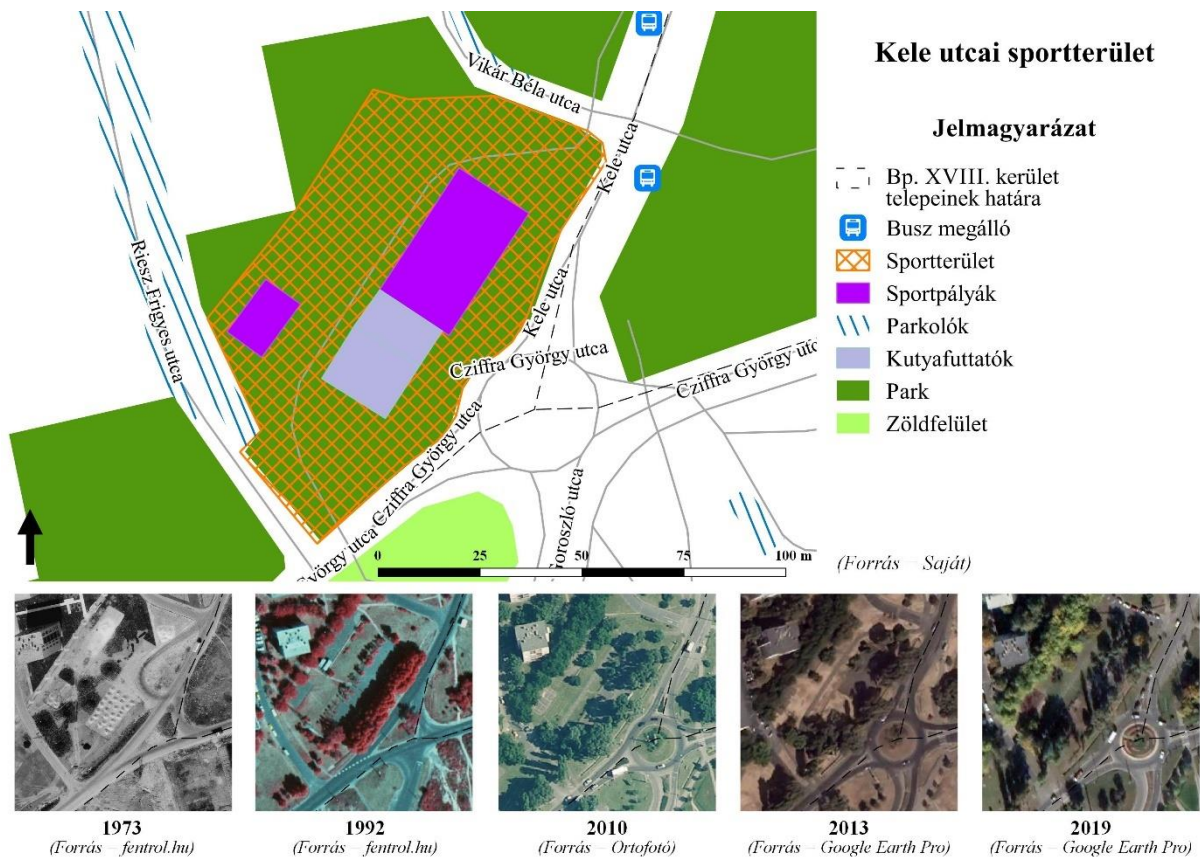 Kele utcai sportterület
Jelmagyarázat
Bp. XVIII. kerület
telepeinek határa
Busz megálló
Sportterület
Sportpályák
Parkolók
Kutyafuttatók
Park
Zöldfelület
(Forrás – Saját)
Vikár Béla utca
Kele utca
Riesz Frigyes utca
Kele utca
Cziffra György utca
Cziffra György utca
Cziffra György utca
György utca
Goroszló utca
0 25 50 75 100 m
1973
(Forrás – fentrol.hu)
1992
(Forrás – fentrol.hu)
2010
(Forrás – Ortofotó)
2013
(Forrás – Google Earth Pro)
2019
(Forrás – Google Earth Pro)